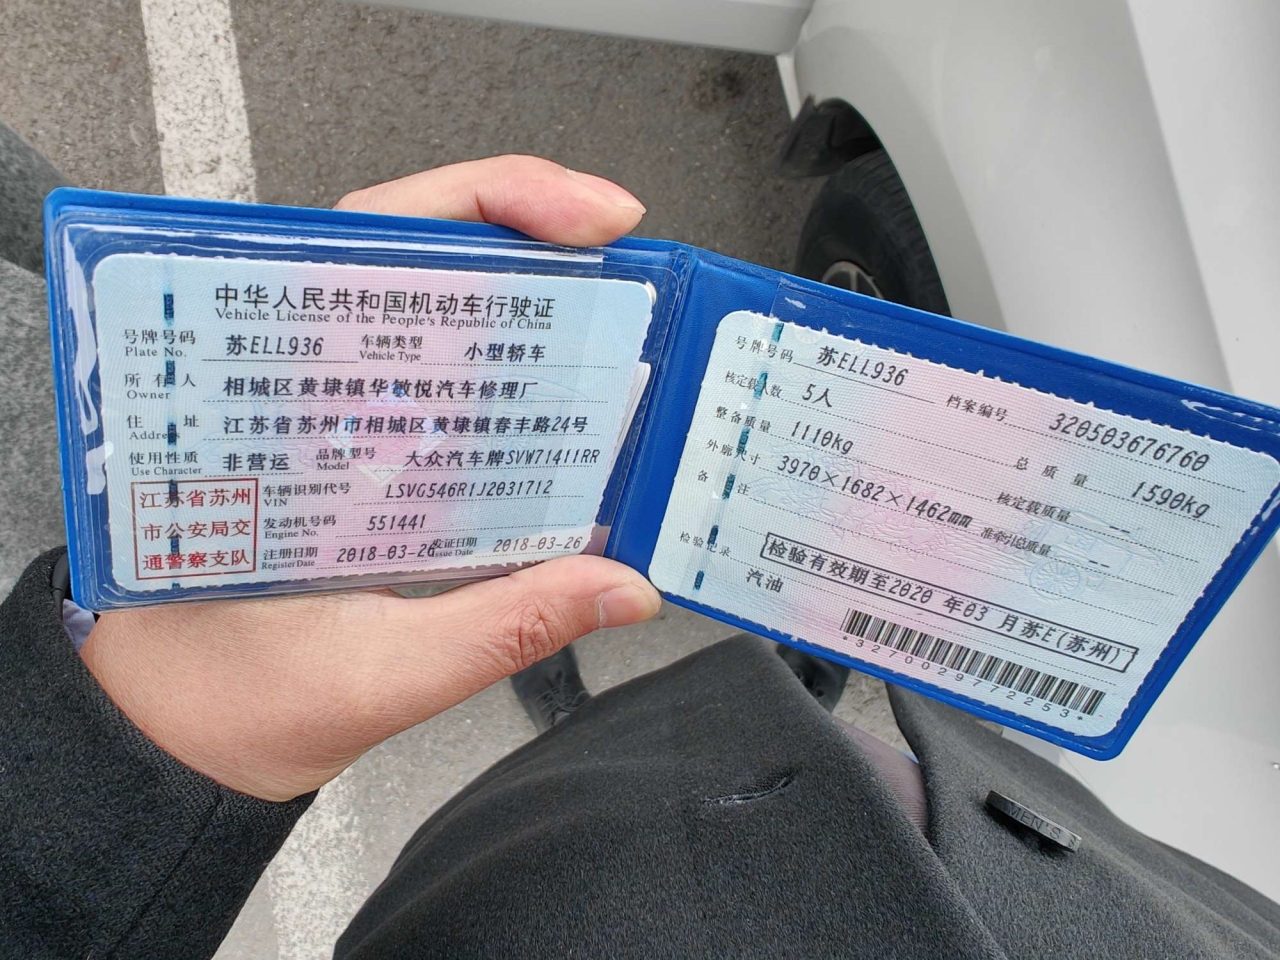 中华人民共和国机动车行驶证
Vehicle License of the People's Republic of China
号牌号码 苏ELL936 车辆类型 小型轿车
Plate No. Vehicle Type
所有人 相城区黄埭镇华敏悦汽车修理厂
Owner
住址 江苏省苏州市相城区黄埭镇春丰路24号
Address
使用性质 非营运 品牌型号 大众汽车牌SVW71411RR
Use Character Model
江苏省苏州
市公安局交
通警察支队
车辆识别代号 LSVG546R1J2031712
VIN
发动机号码 551441
Engine No.
注册日期 2018-03-26 发证日期 2018-03-26
Register Date Issue Date
号牌号码 苏ELL936 档案编号 320503676760
核定载人数 5人 总质量 1590kg
整备质量 1110kg 核定载质量
外廓尺寸 3970×1682×1462mm 准牵引总质量 --
备注
检验记录 检验有效期至2020年03月苏E(苏州)
汽油
*3270029772253*
MEN'S